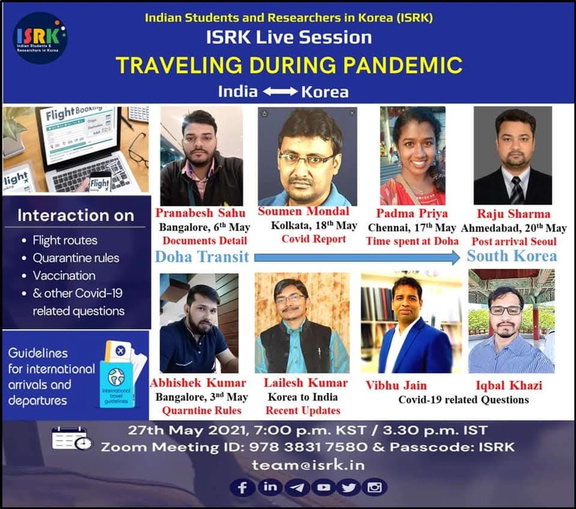 Indian Students and Researchers in Korea (ISRK)
ISRK
Indian Students &
Researchers in Korea
ISRK Live Session
TRAVELING DURING PANDEMIC
India Korea
Flight Booking
Flight
Interaction on
• Flight routes
• Quarantine rules
• Vaccination
• & other Covid-19
related questions
Guidelines
for international
arrivals and
departures
international
travel
guidelines
Pranabesh Sahu
Bangalore, 6th May
Documents Detail
Soumen Mondal
Kolkata, 18th May
Covid Report
Padma Priya
Chennai, 17th May
Time spent at Doha
Raju Sharma
Ahmedabad, 20th May
Post arrival Seoul
Doha Transit South Korea
Abhishek Kumar
Bangalore, 3nd May
Quarntine Rules
Lailesh Kumar
Korea to India
Recent Updates
Vibhu Jain
Iqbal Khazi
Covid-19 related Questions
27th May 2021, 7:00 p.m. KST / 3.30 p.m. IST
Zoom Meeting ID: 978 3831 7580 & Passcode: ISRK
team@isrk.in